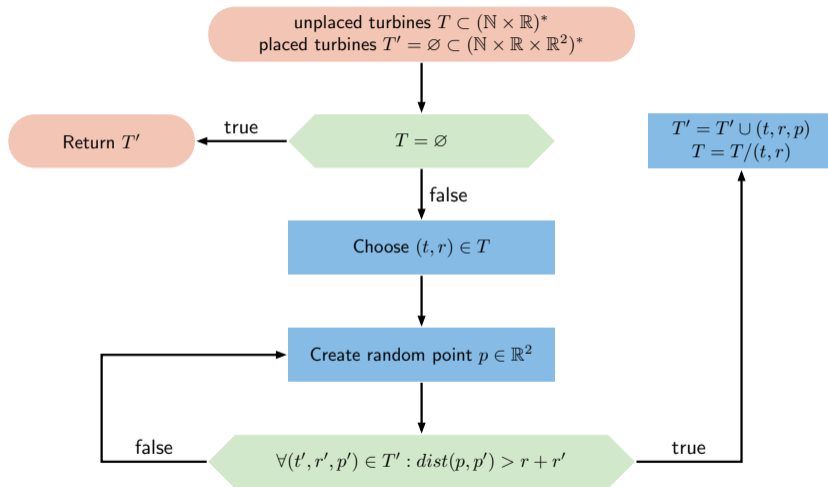 unplaced turbines T ⊂ (ℕ × ℝ)*
placed turbines T′ = ∅ ⊂ (ℕ × ℝ × ℝ²)*
Return T′
true
T = ∅
T′ = T′ ∪ (t, r, p)
T = T/(t, r)
false
Choose (t, r) ∈ T
Create random point p ∈ ℝ²
false
∀(t′, r′, p′) ∈ T′ : dist(p, p′) > r + r′
true